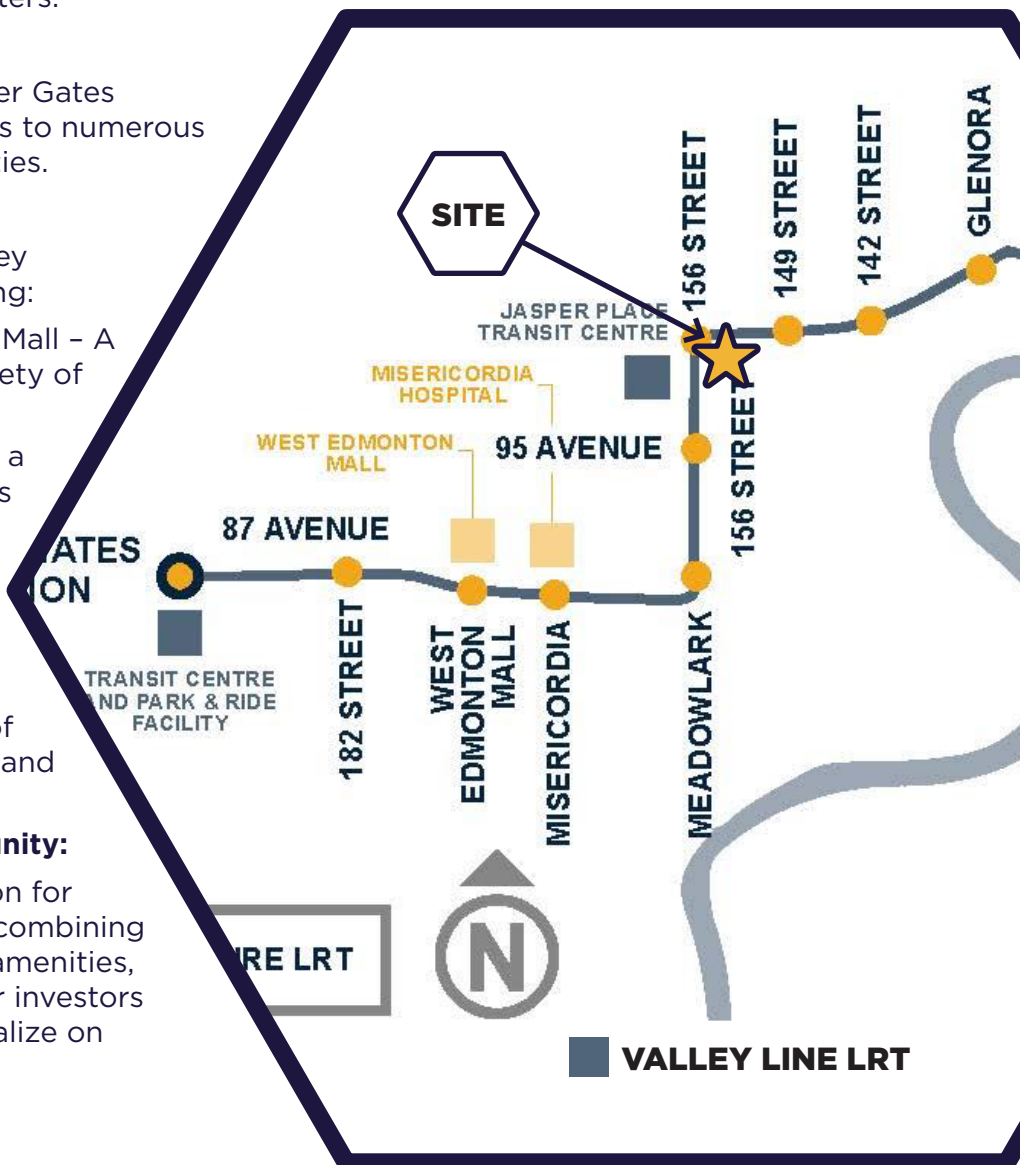 er Gates
s to numerous
ties.
ey
ng:
Mall – A
ety of
a
s
of
and
nity:
on for
combining
amenities,
r investors
alize on
SITE
156 STREET
149 STREET
142 STREET
GLENORA
JASPER PLACE
TRANSIT CENTRE
MISERICORDIA
HOSPITAL
WEST EDMONTON
MALL
95 AVENUE
156 STREET
87 AVENUE
ATES
ION
TRANSIT CENTRE
AND PARK & RIDE
FACILITY
182 STREET
WEST
EDMONTON
MALL
MISERICORDIA
MEADOWLARK
N
RE LRT
VALLEY LINE LRT